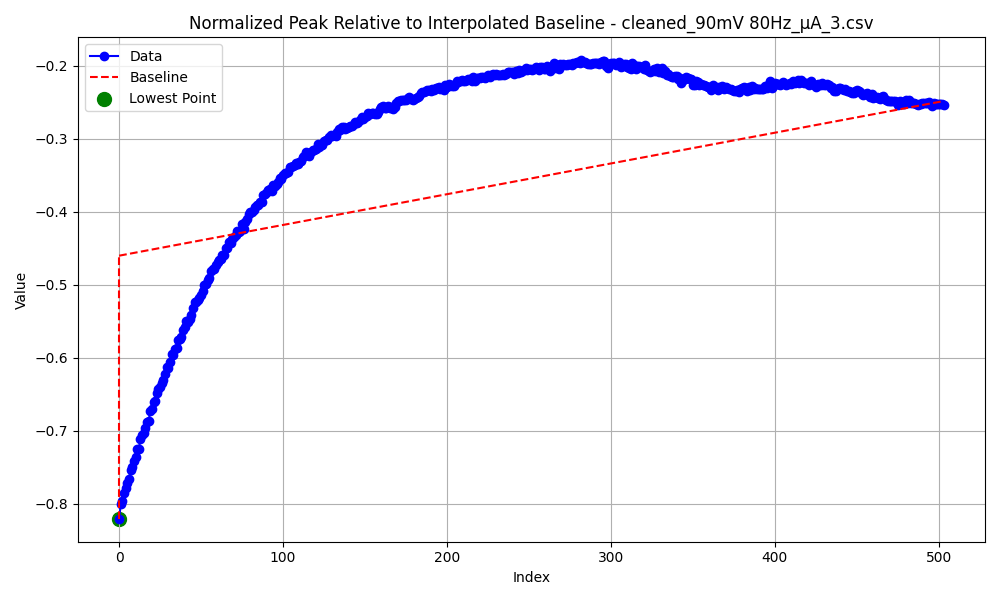 Normalized Peak Relative to Interpolated Baseline - cleaned_90mV 80Hz_μA_3.csv
Data
Baseline
Lowest Point
Value
−0.2
−0.3
−0.4
−0.5
−0.6
−0.7
−0.8
0
100
200
300
400
500
Index